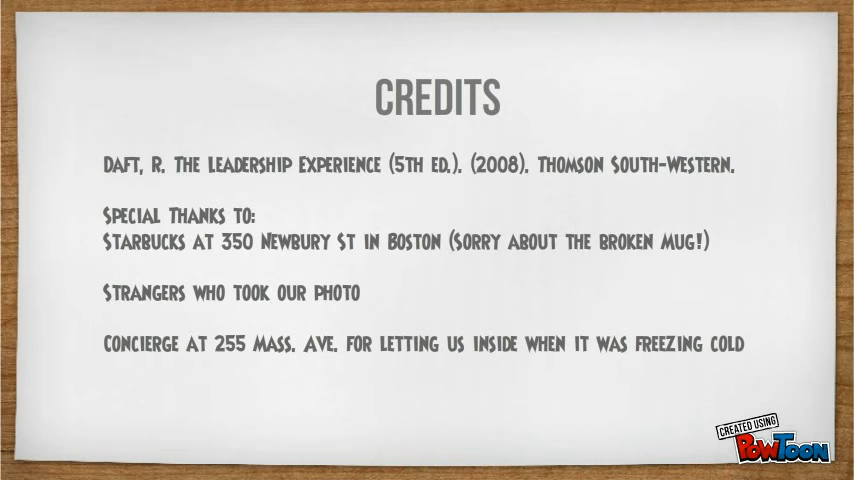 CREDITS
DAFT, R. THE LEADERSHIP EXPERIENCE (5TH ED.). (2008). THOMSON SOUTH-WESTERN.
SPECIAL THANKS TO:
STARBUCKS AT 350 NEWBURY ST IN BOSTON (SORRY ABOUT THE BROKEN MUG!)
STRANGERS WHO TOOK OUR PHOTO
CONCIERGE AT 255 MASS. AVE. FOR LETTING US INSIDE WHEN IT WAS FREEZING COLD
CREATED USING
POWTOON